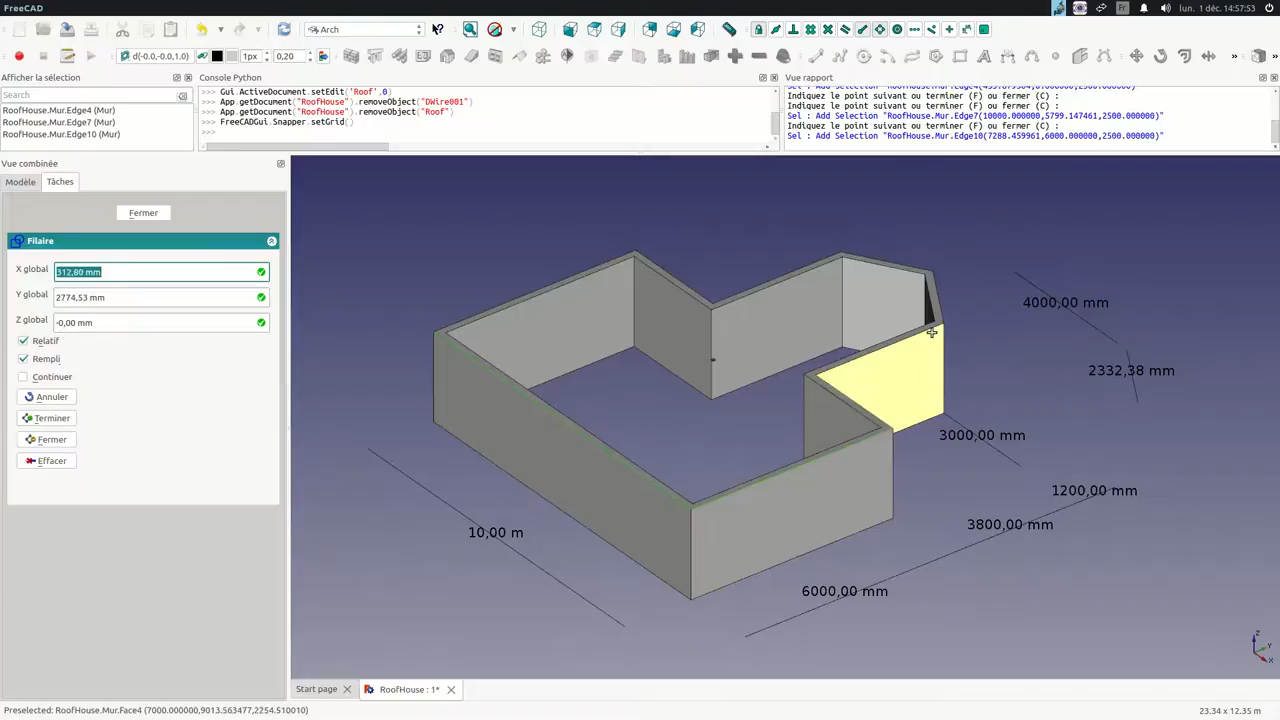 FreeCAD
Fr
lun. 1 déc. 14:57:53
Arch
d(-0.0,-0.0,1.0)
1px
0,20
Afficher la sélection
Search
RoofHouse.Mur.Edge4 (Mur)
RoofHouse.Mur.Edge7 (Mur)
RoofHouse.Mur.Edge10 (Mur)
Console Python
>>> Gui.ActiveDocument.setEdit('Roof',0)
>>> App.getDocument("RoofHouse").removeObject("DWire001")
>>> App.getDocument("RoofHouse").removeObject("Roof")
>>> FreeCADGui.Snapper.setGrid()
>>>
Vue rapport
Indiquez le point suivant ou terminer (F) ou fermer (C) :
Indiquez le point suivant ou terminer (F) ou fermer (C) :
Sel : Add Selection "RoofHouse.Mur.Edge7(10000.000000,5799.147461,2500.000000)"
Indiquez le point suivant ou terminer (F) ou fermer (C) :
Sel : Add Selection "RoofHouse.Mur.Edge10(7288.459961,6000.000000,2500.000000)"
Vue combinée
Modèle
Tâches
Fermer
Filaire
X global
312,80 mm
Y global
2774,53 mm
Z global
-0,00 mm
Relatif
Rempli
Continuer
Annuler
Terminer
Fermer
Effacer
4000,00 mm
2332,38 mm
3000,00 mm
1200,00 mm
3800,00 mm
10,00 m
6000,00 mm
Z
Y
X
Start page
RoofHouse : 1*
Preselected: RoofHouse.Mur.Face4 (7000.000000,9013.563477,2254.510010)
23.34 x 12.35 m